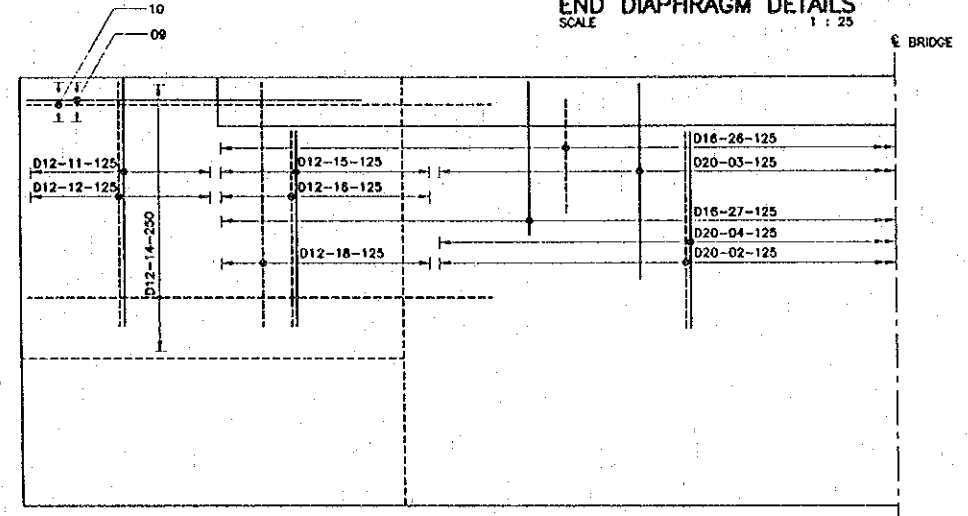 END DIAPHRAGM DETAILS
SCALE 1 : 25
10
09
℄ BRIDGE
D16-26-125
D12-11-125
D12-15-125
D20-03-125
D12-12-125
D12-16-125
D16-27-125
D20-04-125
D12-14-250
D12-18-125
D20-02-125